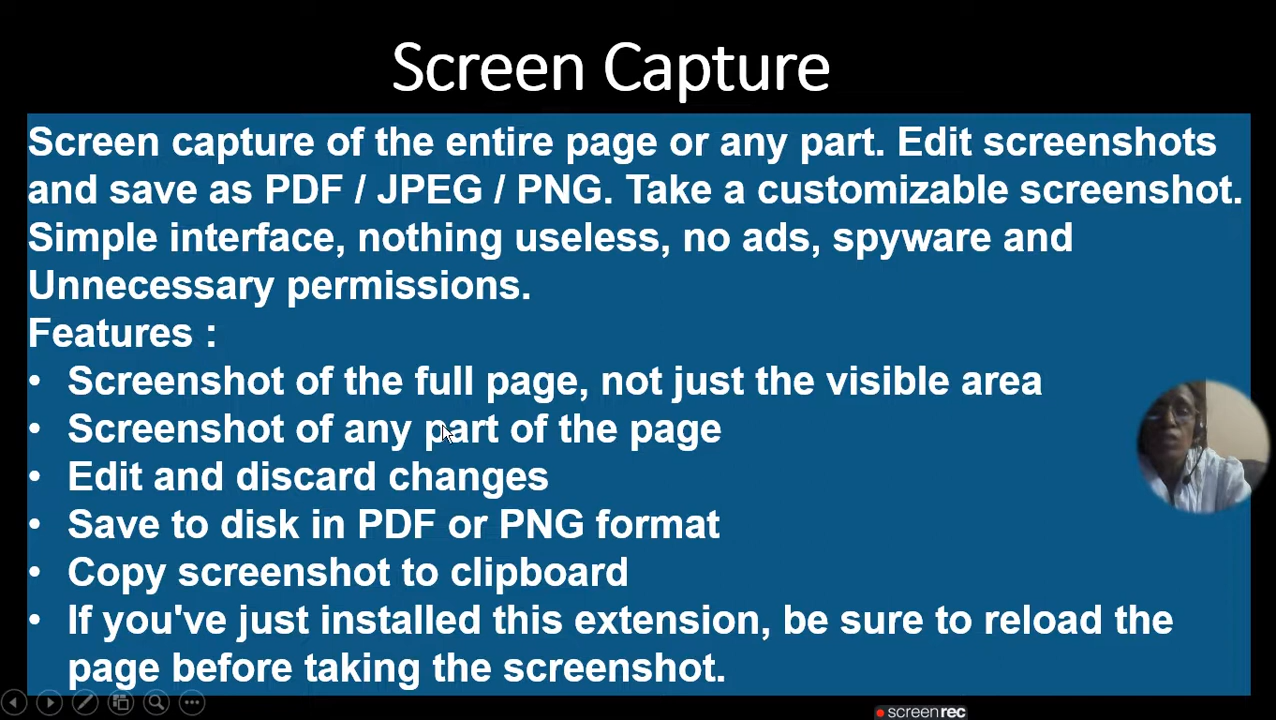 Screen Capture
Screen capture of the entire page or any part. Edit screenshots
and save as PDF / JPEG / PNG. Take a customizable screenshot.
Simple interface, nothing useless, no ads, spyware and
Unnecessary permissions.
Features :
• Screenshot of the full page, not just the visible area
• Screenshot of any part of the page
• Edit and discard changes
• Save to disk in PDF or PNG format
• Copy screenshot to clipboard
• If you've just installed this extension, be sure to reload the
page before taking the screenshot.
screenrec